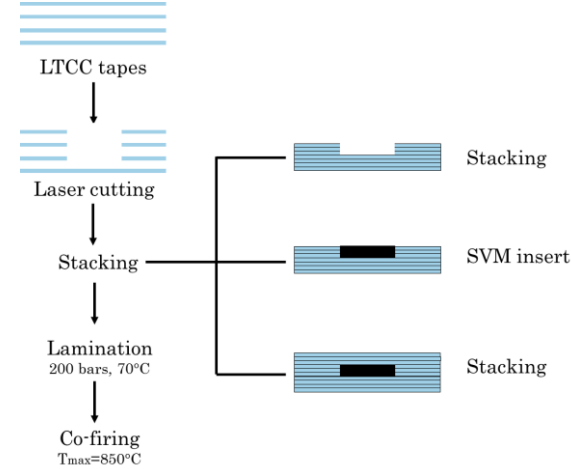 LTCC tapes
Laser cutting
Stacking
Lamination
200 bars, 70°C
Co-firing
Tmax=850°C
Stacking
SVM insert
Stacking